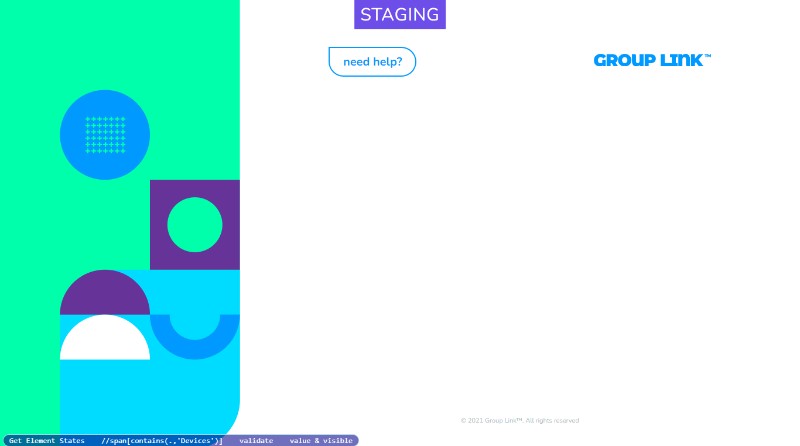 STAGING
need help?
GROUP LINK™
© 2021 Group Link™. All rights reserved
Get Element States //span[contains(.,'Devices')] validate value & visible